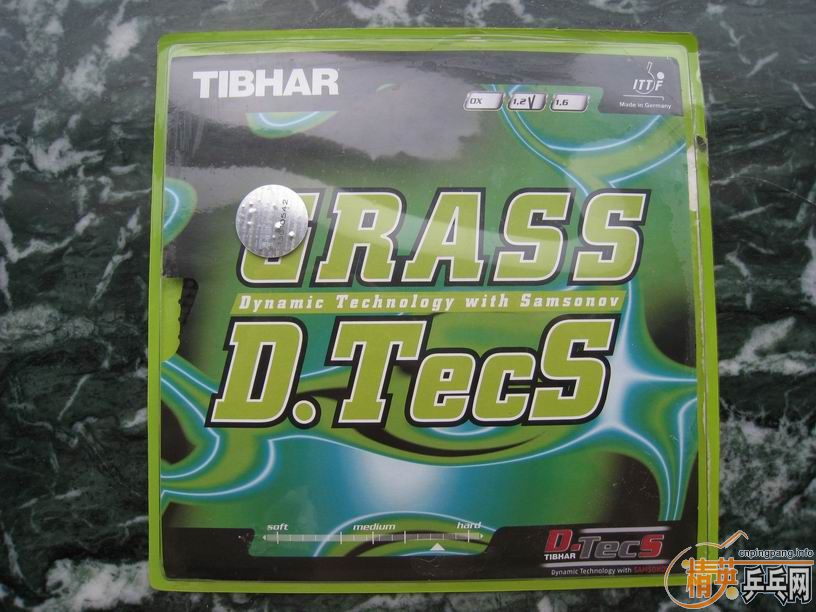 TIBHAR
OX 1.2 1.6
ITTF
Made in Germany
GRASS
Dynamic Technology with Samsonov
D.TecS
soft medium hard
D.TecS
TIBHAR
Dynamic Technology with SAMSONOV
cnpingpang.info
精英乒乓网